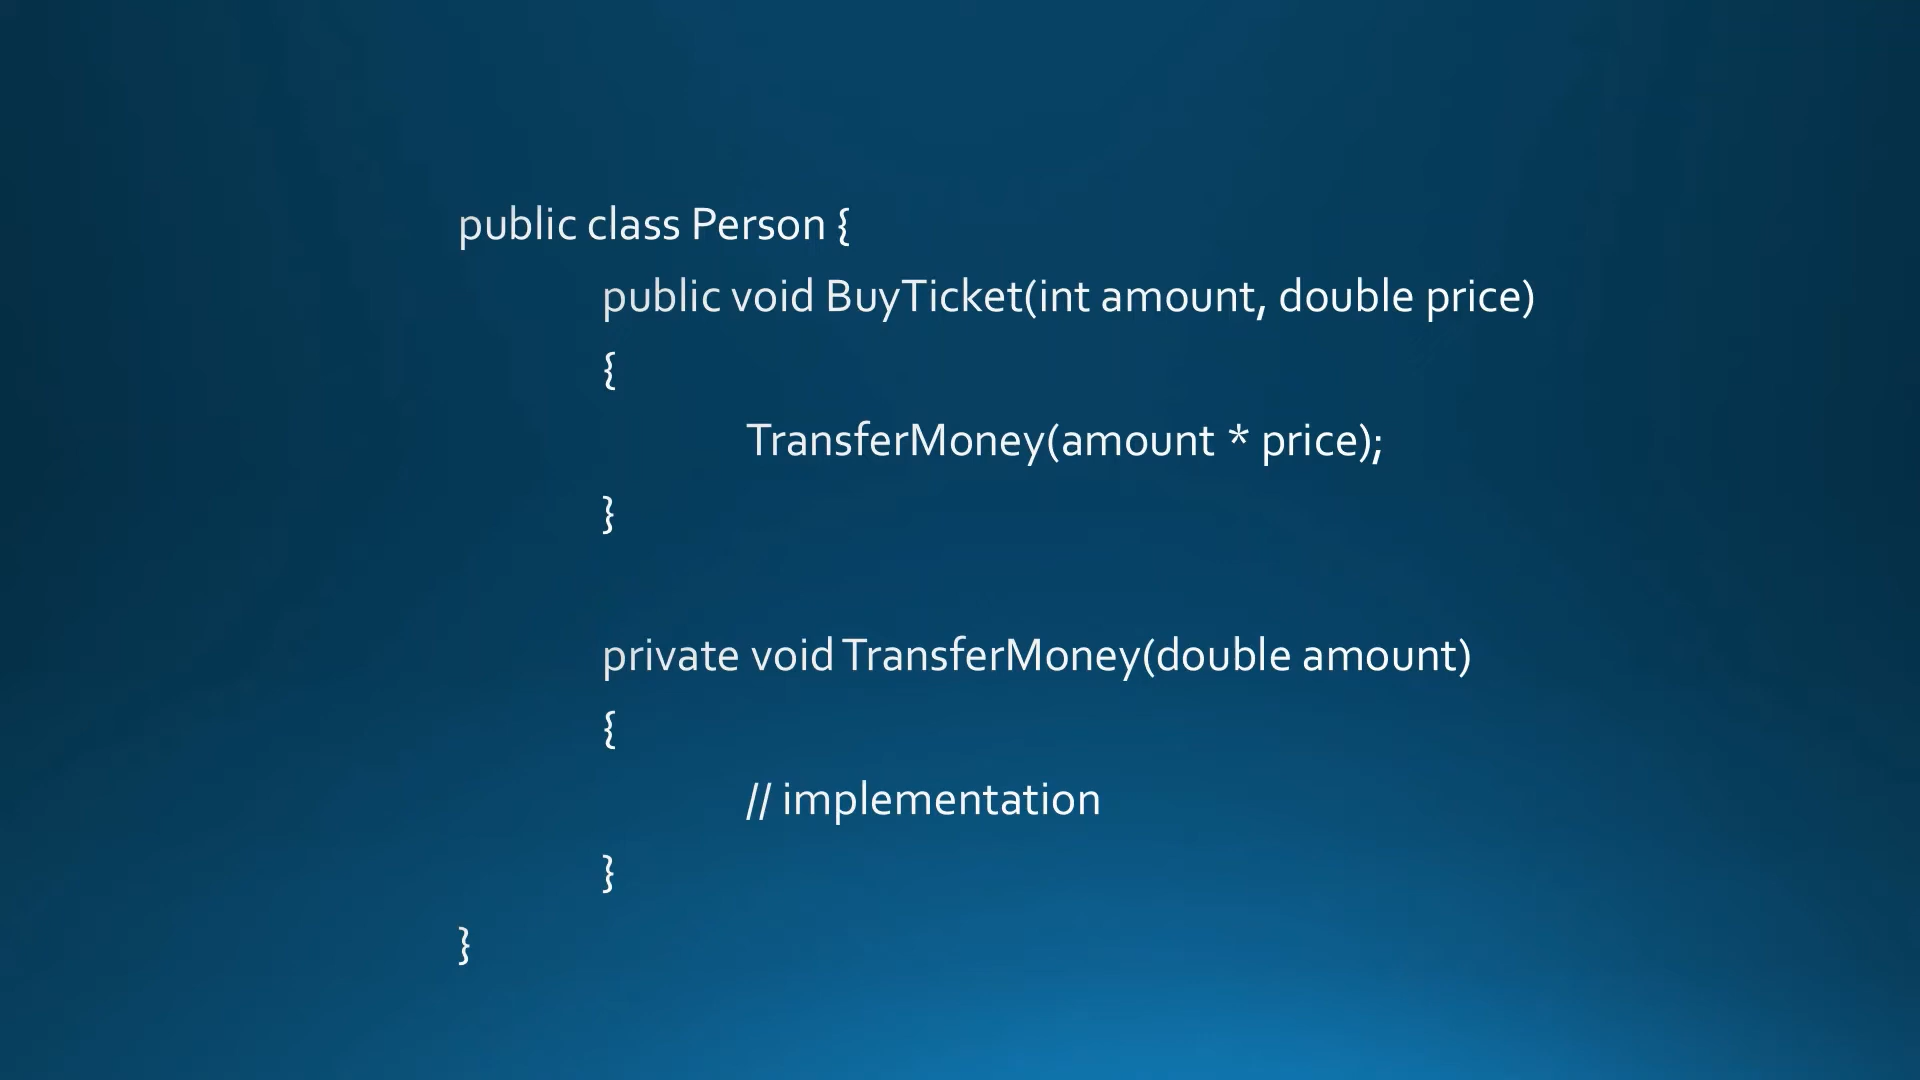 public class Person {
public void BuyTicket(int amount, double price)
{
TransferMoney(amount * price);
}
private void TransferMoney(double amount)
{
// implementation
}
}